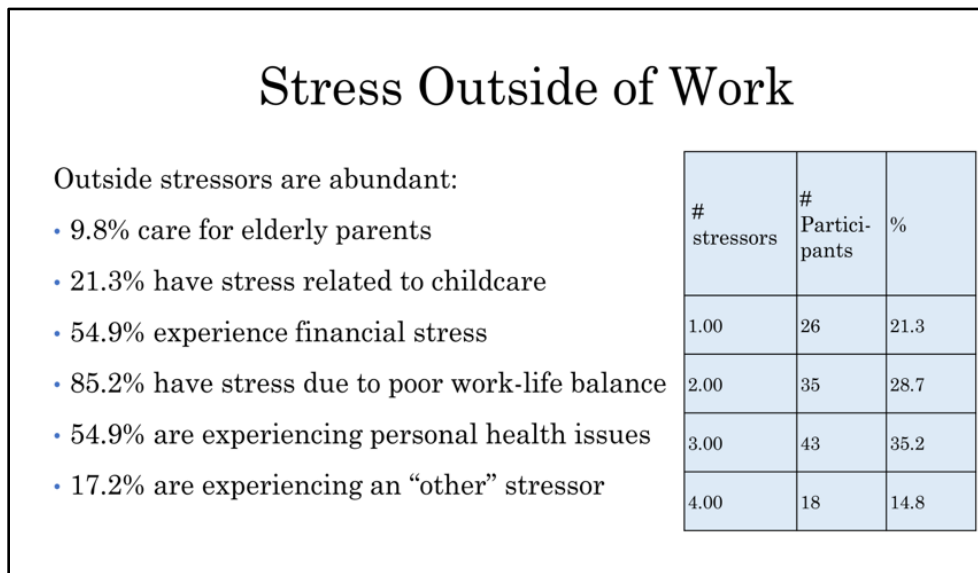 Stress Outside of Work
Outside stressors are abundant:
• 9.8% care for elderly parents
• 21.3% have stress related to childcare
• 54.9% experience financial stress
• 85.2% have stress due to poor work-life balance
• 54.9% are experiencing personal health issues
• 17.2% are experiencing an “other” stressor
#
stressors
#
Partici-
pants
%
1.00 26 21.3
2.00 35 28.7
3.00 43 35.2
4.00 18 14.8